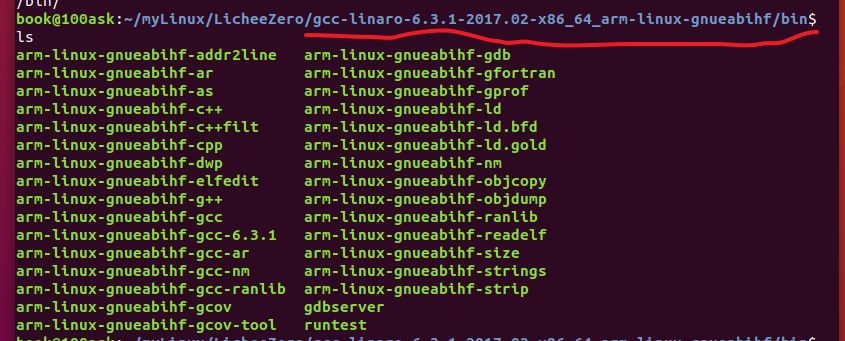 /bin/
book@100ask:~/myLinux/LicheeZero/gcc-linaro-6.3.1-2017.02-x86_64_arm-linux-gnueabihf/bin$
ls
arm-linux-gnueabihf-addr2line arm-linux-gnueabihf-gdb
arm-linux-gnueabihf-ar arm-linux-gnueabihf-gfortran
arm-linux-gnueabihf-as arm-linux-gnueabihf-gprof
arm-linux-gnueabihf-c++ arm-linux-gnueabihf-ld
arm-linux-gnueabihf-c++filt arm-linux-gnueabihf-ld.bfd
arm-linux-gnueabihf-cpp arm-linux-gnueabihf-ld.gold
arm-linux-gnueabihf-dwp arm-linux-gnueabihf-nm
arm-linux-gnueabihf-elfedit arm-linux-gnueabihf-objcopy
arm-linux-gnueabihf-g++ arm-linux-gnueabihf-objdump
arm-linux-gnueabihf-gcc arm-linux-gnueabihf-ranlib
arm-linux-gnueabihf-gcc-6.3.1 arm-linux-gnueabihf-readelf
arm-linux-gnueabihf-gcc-ar arm-linux-gnueabihf-size
arm-linux-gnueabihf-gcc-nm arm-linux-gnueabihf-strings
arm-linux-gnueabihf-gcc-ranlib arm-linux-gnueabihf-strip
arm-linux-gnueabihf-gcov gdbserver
arm-linux-gnueabihf-gcov-tool runtest
book@100ask:~/myLinux/LicheeZero/gcc-linaro-6.3.1-2017.02-x86_64_arm-linux-gnueabihf/bin$